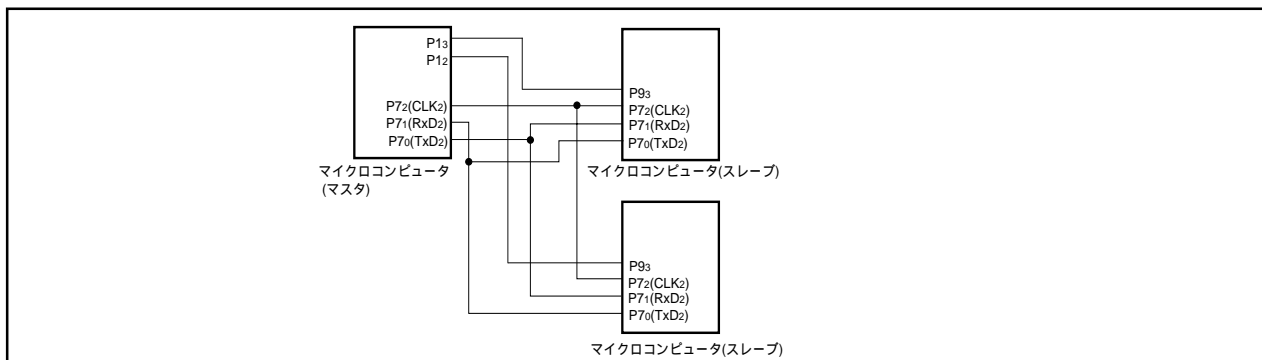 P13
P12
P72(CLK2)
P71(RxD2)
P70(TxD2)
マイクロコンピュータ
(マスタ)
P93
P72(CLK2)
P71(RxD2)
P70(TxD2)
マイクロコンピュータ(スレーブ)
P93
P72(CLK2)
P71(RxD2)
P70(TxD2)
マイクロコンピュータ(スレーブ)